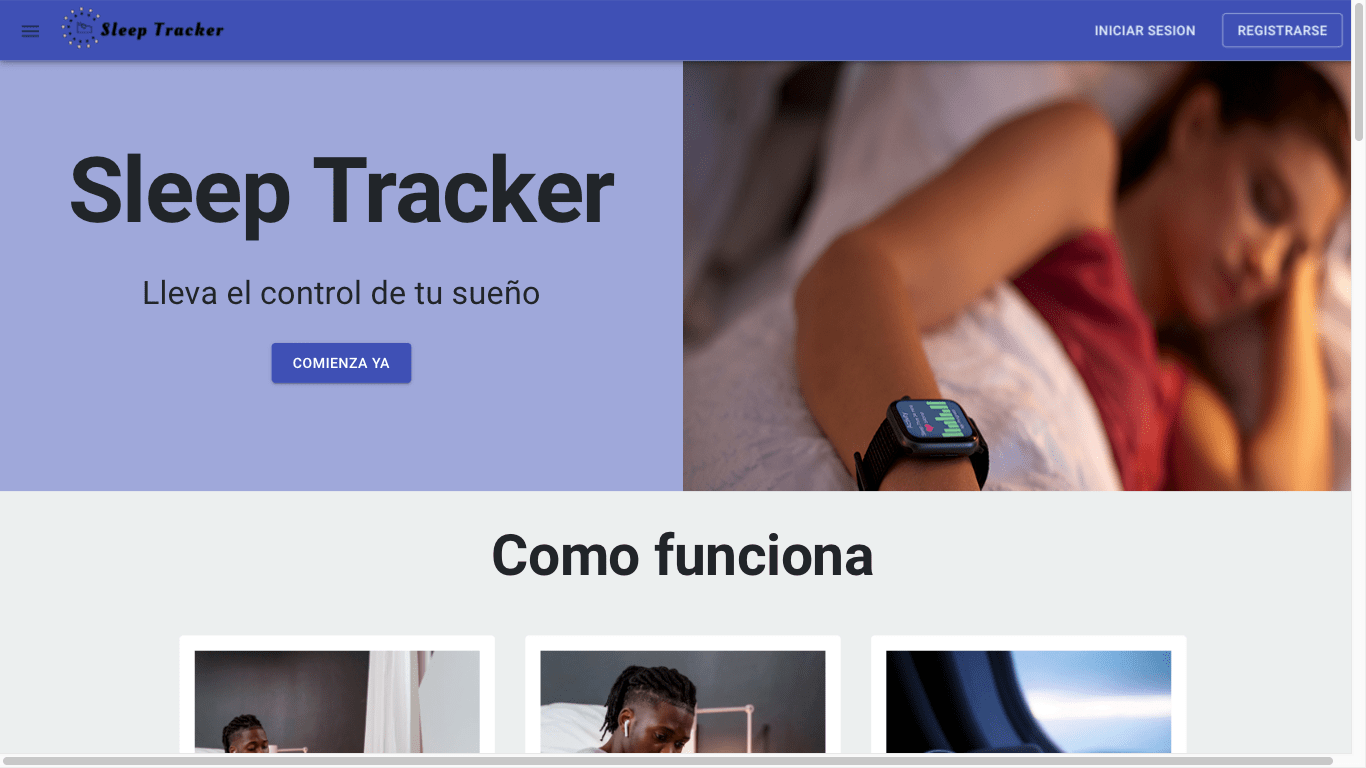 Sleep Tracker
INICIAR SESION
REGISTRARSE
Sleep Tracker
Lleva el control de tu sueño
COMIENZA YA
Como funciona